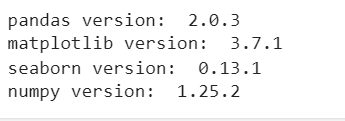 pandas version:  2.0.3
matplotlib version:  3.7.1
seaborn version:  0.13.1
numpy version:  1.25.2